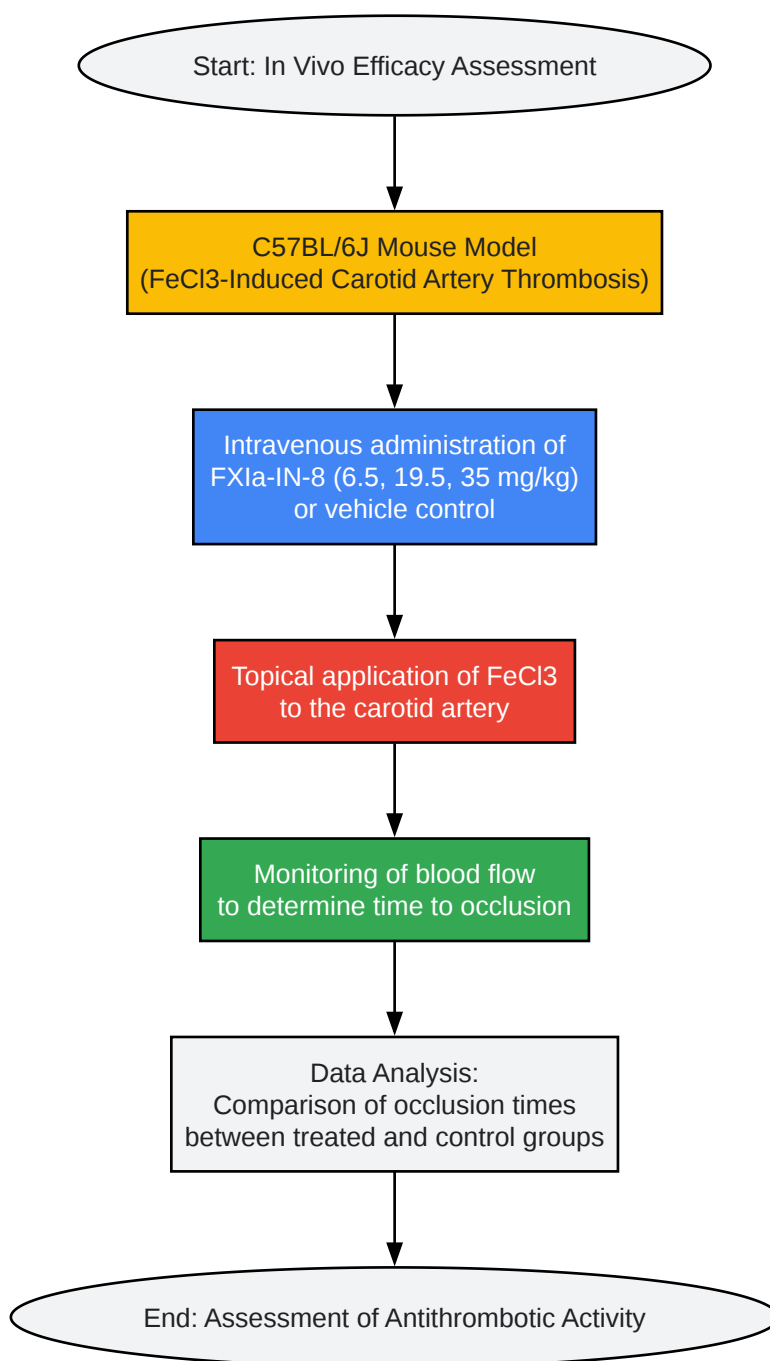 Start: In Vivo Efficacy Assessment
C57BL/6J Mouse Model
(FeCl3-Induced Carotid Artery Thrombosis)
Intravenous administration of
FXIa-IN-8 (6.5, 19.5, 35 mg/kg)
or vehicle control
Topical application of FeCl3
to the carotid artery
Monitoring of blood flow
to determine time to occlusion
Data Analysis:
Comparison of occlusion times
between treated and control groups
End: Assessment of Antithrombotic Activity